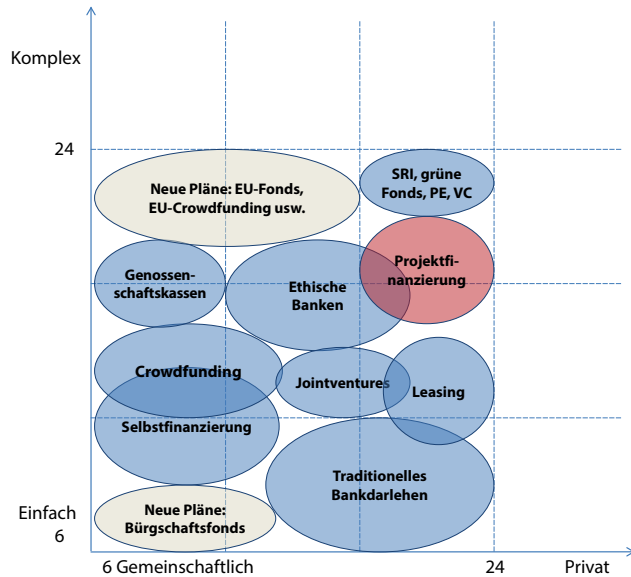 Komplex
24
Neue Pläne: EU-Fonds,
EU-Crowdfunding usw.
SRI, grüne
Fonds, PE, VC
Genossen-
schaftskassen
Ethische
Banken
Projektfi-
nanzierung
Crowdfunding
Jointventures
Leasing
Selbstfinanzierung
Traditionelles
Bankdarlehen
Neue Pläne:
Bürgschaftsfonds
Einfach
6
6 Gemeinschaftlich
24
Privat